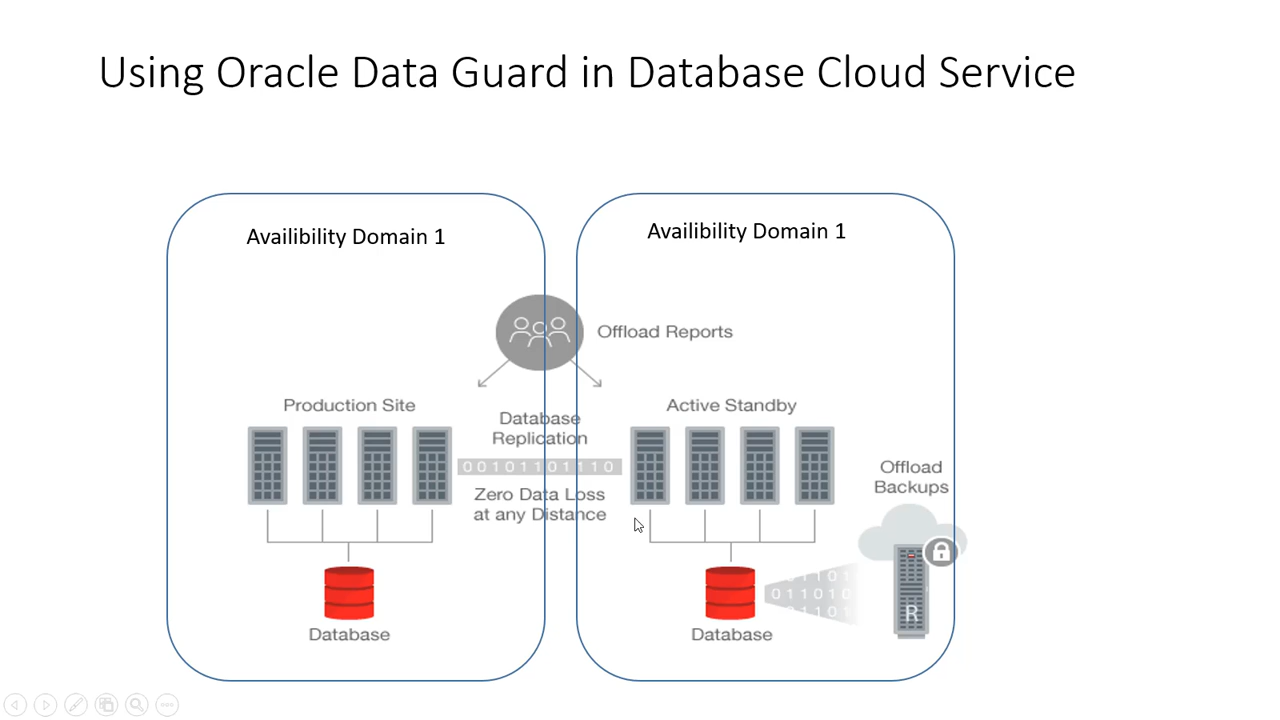 Using Oracle Data Guard in Database Cloud Service
Availibility Domain 1
Availibility Domain 1
Offload Reports
Production Site
Database
Replication
00101101110
Zero Data Loss
at any Distance
Active Standby
Offload
Backups
Database
Database
011010
R